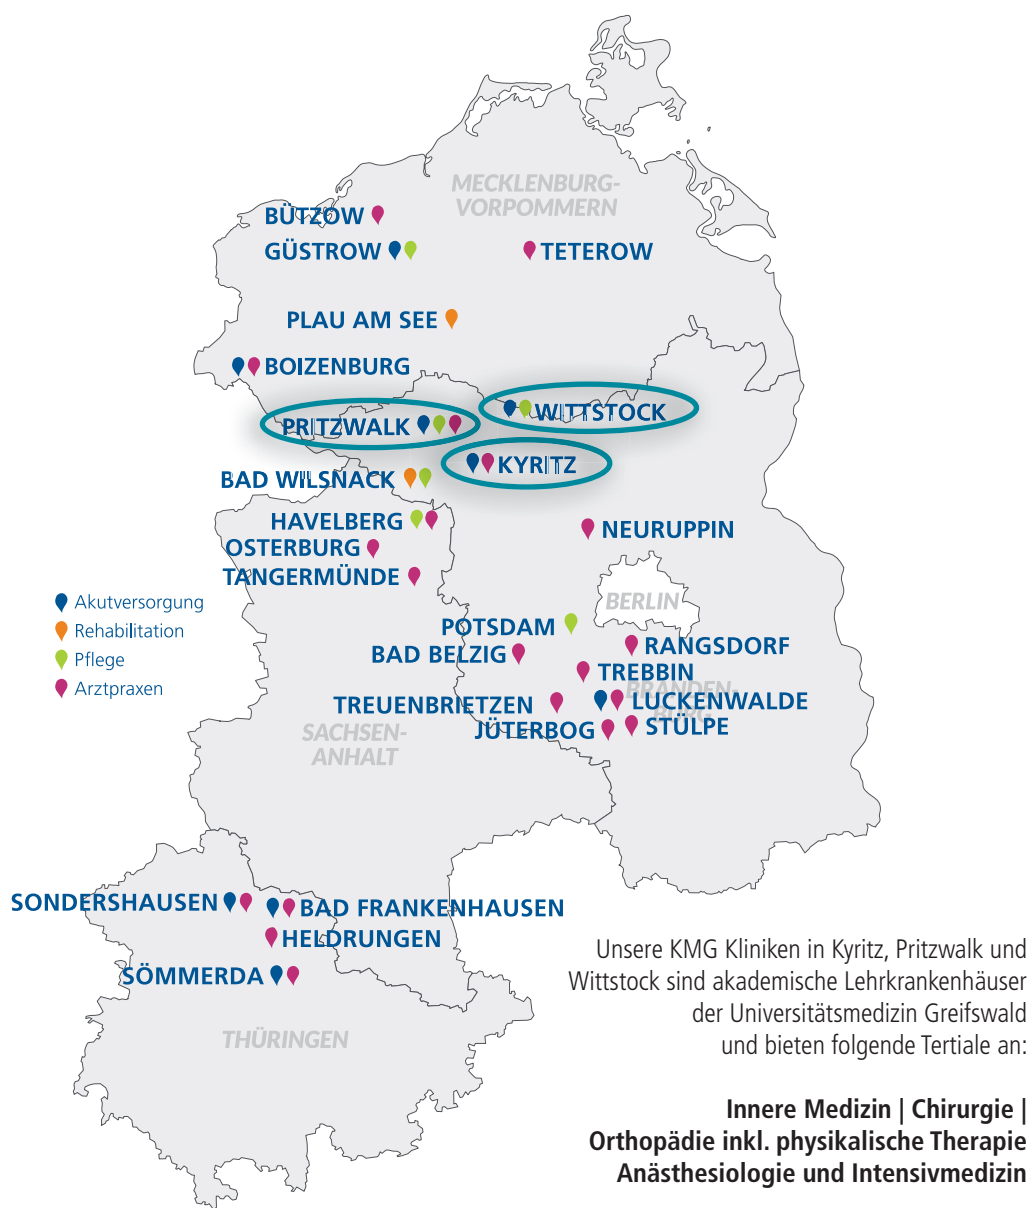 MECKLENBURG-
VORPOMMERN
BÜTZOW
GÜSTROW
TETEROW
PLAU AM SEE
BOIZENBURG
WITTSTOCK
PRITZWALK
KYRITZ
BAD WILSNACK
HAVELBERG
NEURUPPIN
OSTERBURG
TANGERMÜNDE
Akutversorgung
Rehabilitation
Pflege
Arztpraxen
BERLIN
POTSDAM
RANGSDORF
BAD BELZIG
TREBBIN
BRANDEN-
BURG
TREUENBRIETZEN
LUCKENWALDE
JÜTERBOG
STÜLPE
SACHSEN-
ANHALT
SONDERSHAUSEN
BAD FRANKENHAUSEN
HELDRUNGEN
SÖMMERDA
THÜRINGEN
Unsere KMG Kliniken in Kyritz, Pritzwalk und
Wittstock sind akademische Lehrkrankenhäuser
der Universitätsmedizin Greifswald
und bieten folgende Tertiale an:
Innere Medizin | Chirurgie |
Orthopädie inkl. physikalische Therapie
Anästhesiologie und Intensivmedizin